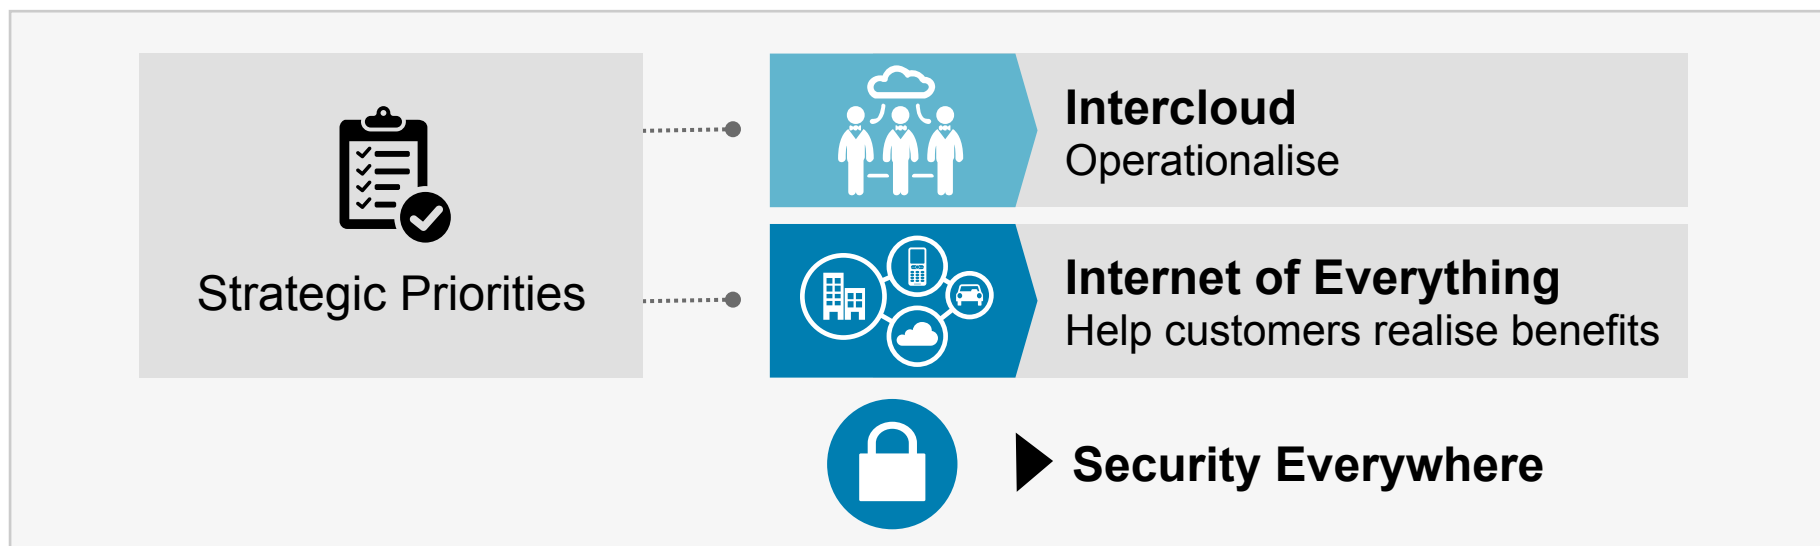 Strategic Priorities
Intercloud
Operationalise
Internet of Everything
Help customers realise benefits
Security Everywhere